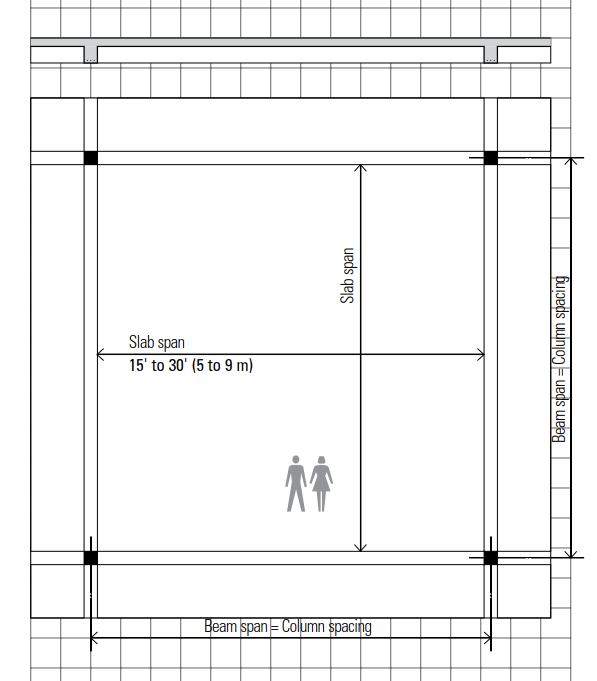 Slab span
Slab span
15' to 30' (5 to 9 m)
Beam span = Column spacing
Beam span = Column spacing